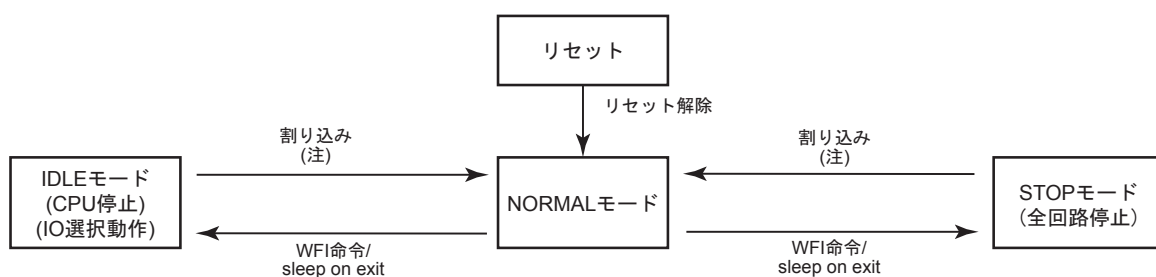 リセット
リセット解除
割り込み
(注)
割り込み
(注)
IDLEモード
(CPU停止)
(IO選択動作)
NORMALモード
STOPモード
(全回路停止)
WFI命令/
sleep on exit
WFI命令/
sleep on exit